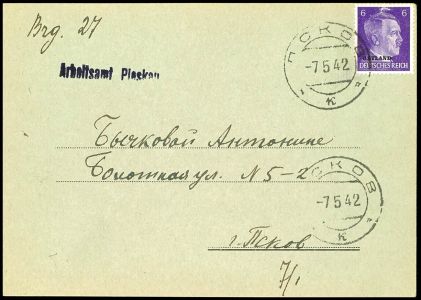 Brg. 27
6 6
OSTLAND
DEUTSCHES REICH
ПСКОВ
-7.5.42
к
Arbeitsamt Pleskau
Бычковой Антонине
Болотная ул. № 5-2
ПСКОВ
-7.5.42
к
г. Псков